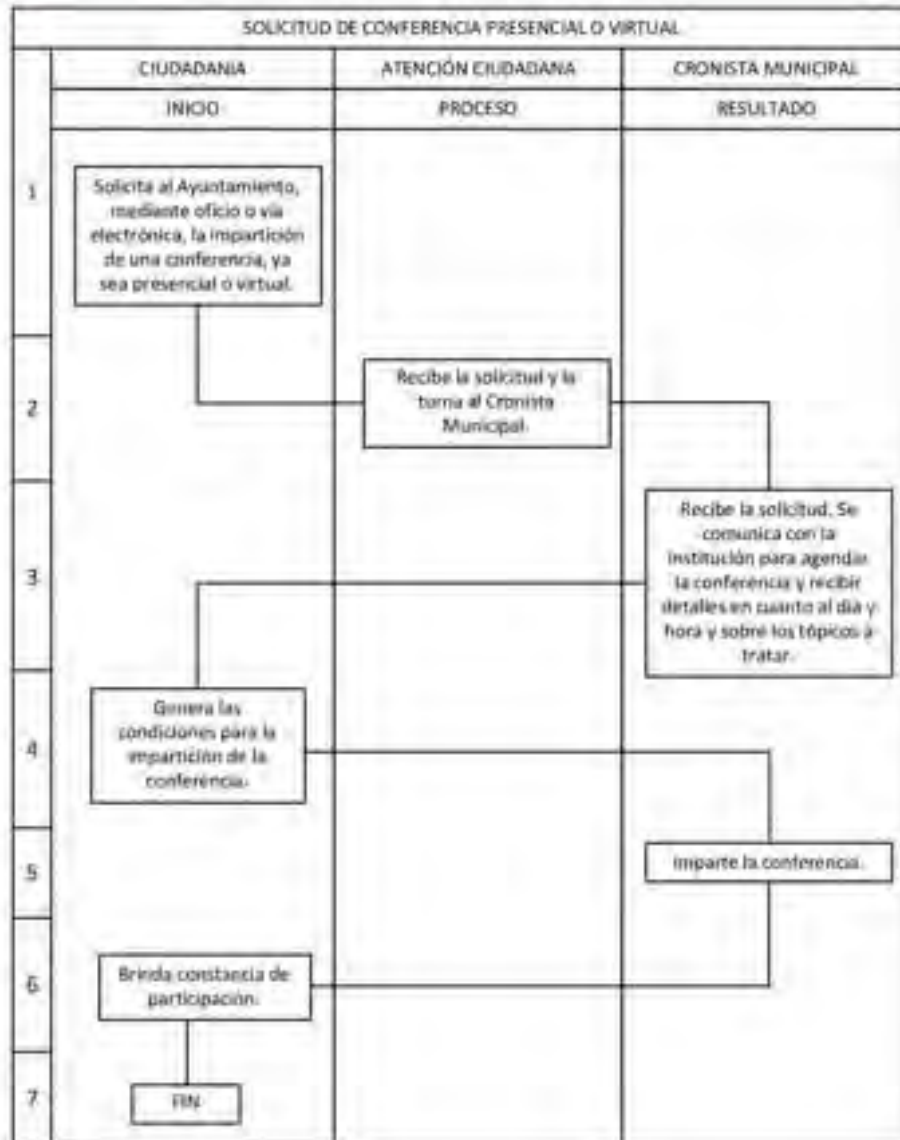 SOLICITUD DE CONFERENCIA PRESENCIAL O VIRTUAL
CIUDADANIA
ATENCIÓN CIUDADANA
CRONISTA MUNICIPAL
INICIO
PROCESO
RESULTADO
1
Solicita al Ayuntamiento,
mediante oficio o vía
electrónica, la impartición
de una conferencia, ya
sea presencial o virtual.
2
Recibe la solicitud y la
turna al Cronista
Municipal.
3
Recibe la solicitud. Se
comunica con la
institución para agendar
la conferencia y recibir
detalles en cuanto al día y
hora y sobre los tópicos a
tratar.
4
Genera las
condiciones para la
impartición de la
conferencia.
5
Imparte la conferencia.
6
Brinda constancia de
participación.
7
FIN